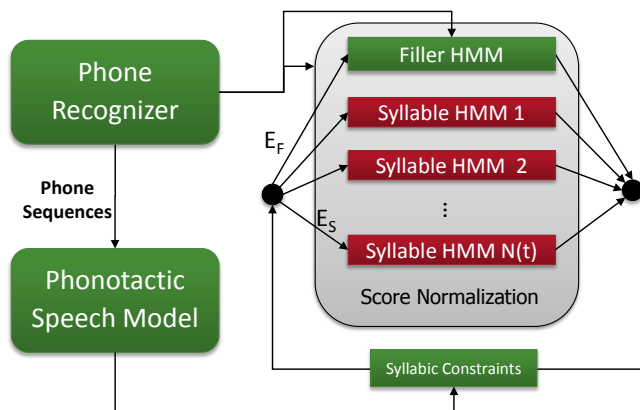 Phone
Recognizer
Phone
Sequences
Phonotactic
Speech Model
Filler HMM
Syllable HMM 1
Syllable HMM 2
⋮
Syllable HMM N(t)
Score Normalization
E_F
E_S
Syllabic Constraints